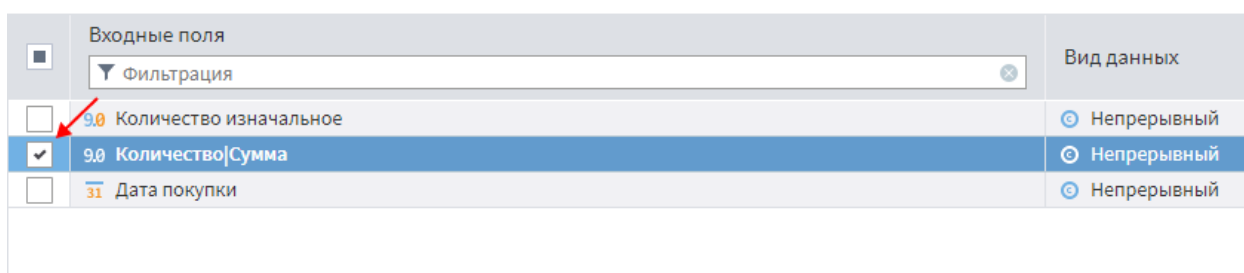 Входные поля
Вид данных
Фильтрация
9.0 Количество изначальное © Непрерывный
9.0 Количество|Сумма © Непрерывный
31 Дата покупки © Непрерывный